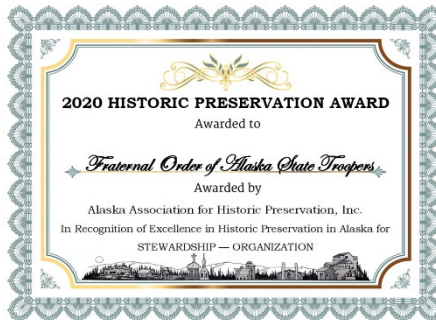 2020 HISTORIC PRESERVATION AWARD
Awarded to
Fraternal Order of Alaska State Troopers
Awarded by
Alaska Association for Historic Preservation, Inc.
In Recognition of Excellence in Historic Preservation in Alaska for
STEWARDSHIP — ORGANIZATION